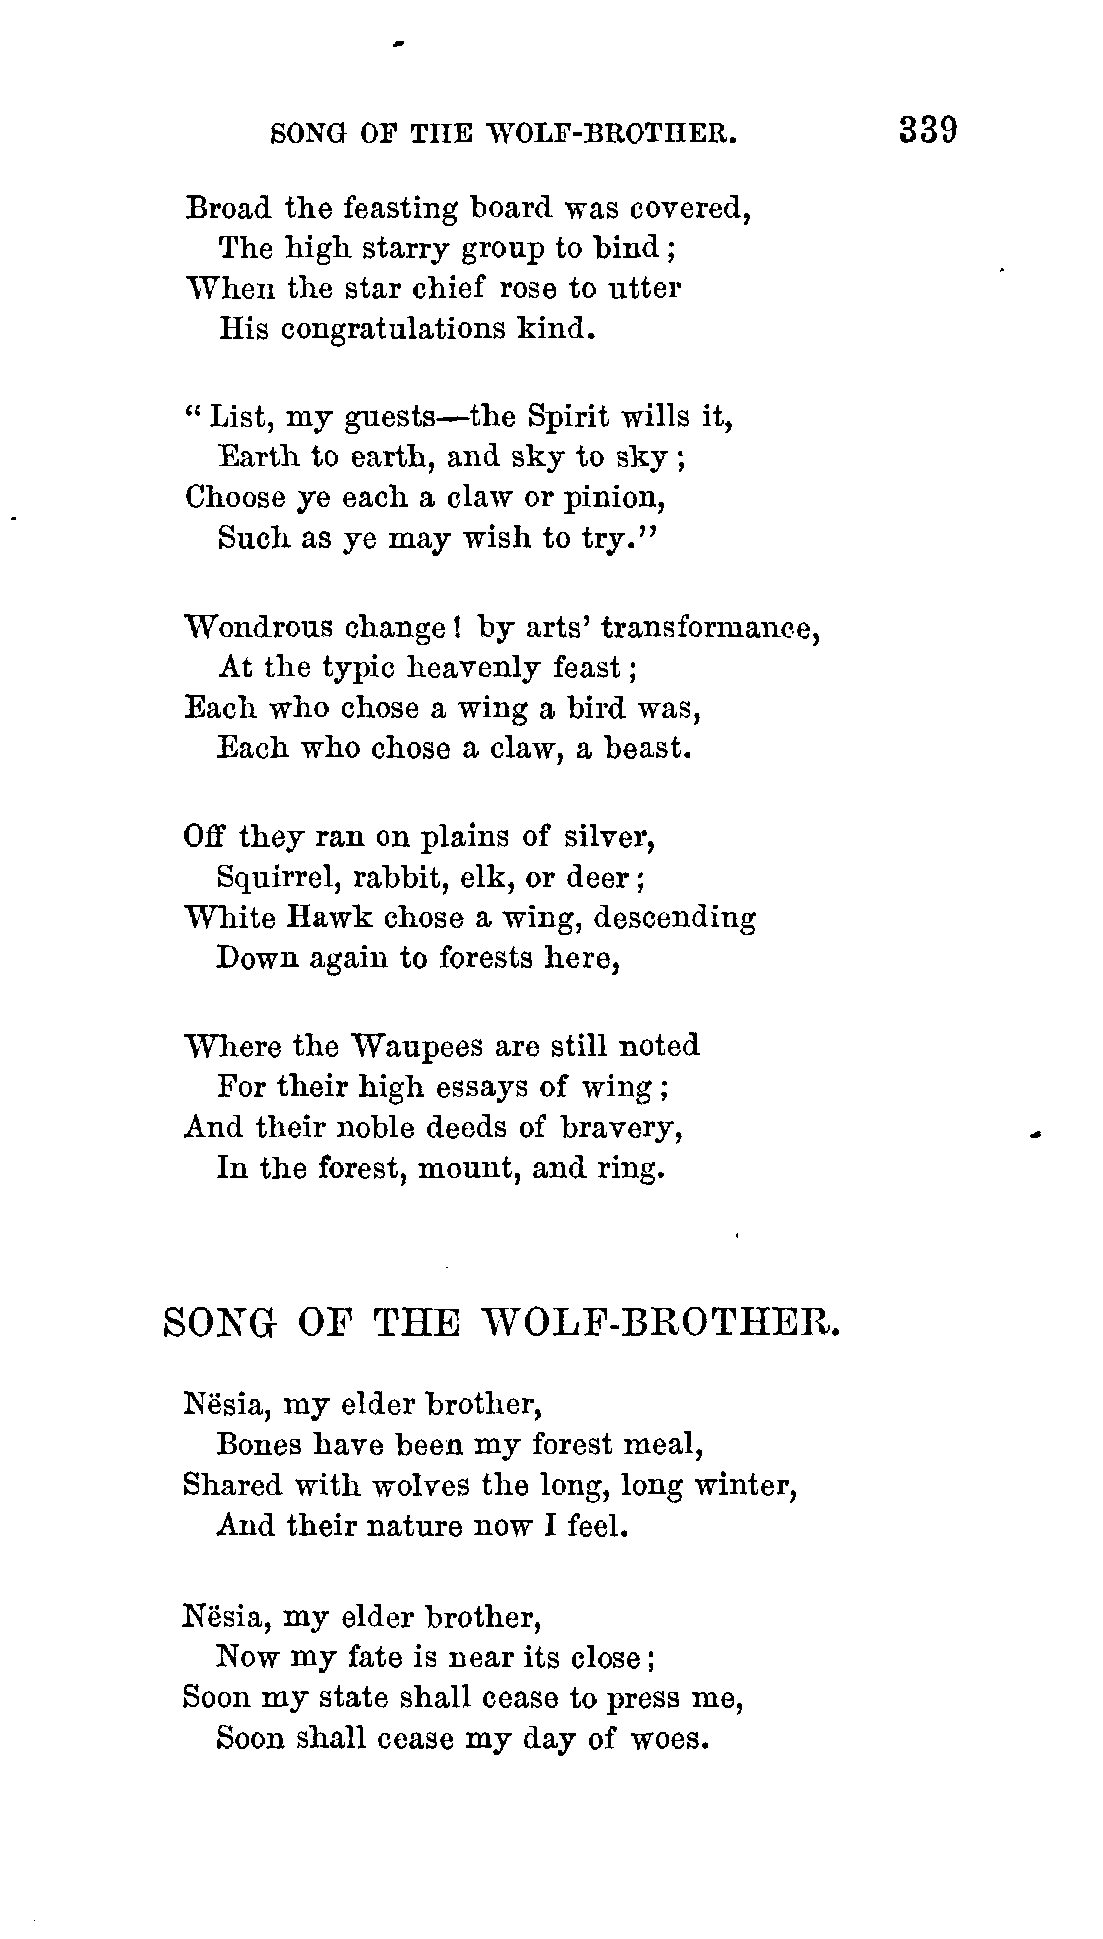 SONG OF THE WOLF-BROTHER. 339
Broad the feasting board was covered,
The high starry group to bind;
When the star chief rose to utter
His congratulations kind.
“List, my guests—the Spirit wills it,
Earth to earth, and sky to sky;
Choose ye each a claw or pinion,
Such as ye may wish to try.”
Wondrous change! by arts’ transformance,
At the typic heavenly feast;
Each who chose a wing a bird was,
Each who chose a claw, a beast.
Off they ran on plains of silver,
Squirrel, rabbit, elk, or deer;
White Hawk chose a wing, descending
Down again to forests here,
Where the Waupees are still noted
For their high essays of wing;
And their noble deeds of bravery,
In the forest, mount, and ring.
SONG OF THE WOLF-BROTHER.
Nësia, my elder brother,
Bones have been my forest meal,
Shared with wolves the long, long winter,
And their nature now I feel.
Nësia, my elder brother,
Now my fate is near its close;
Soon my state shall cease to press me,
Soon shall cease my day of woes.